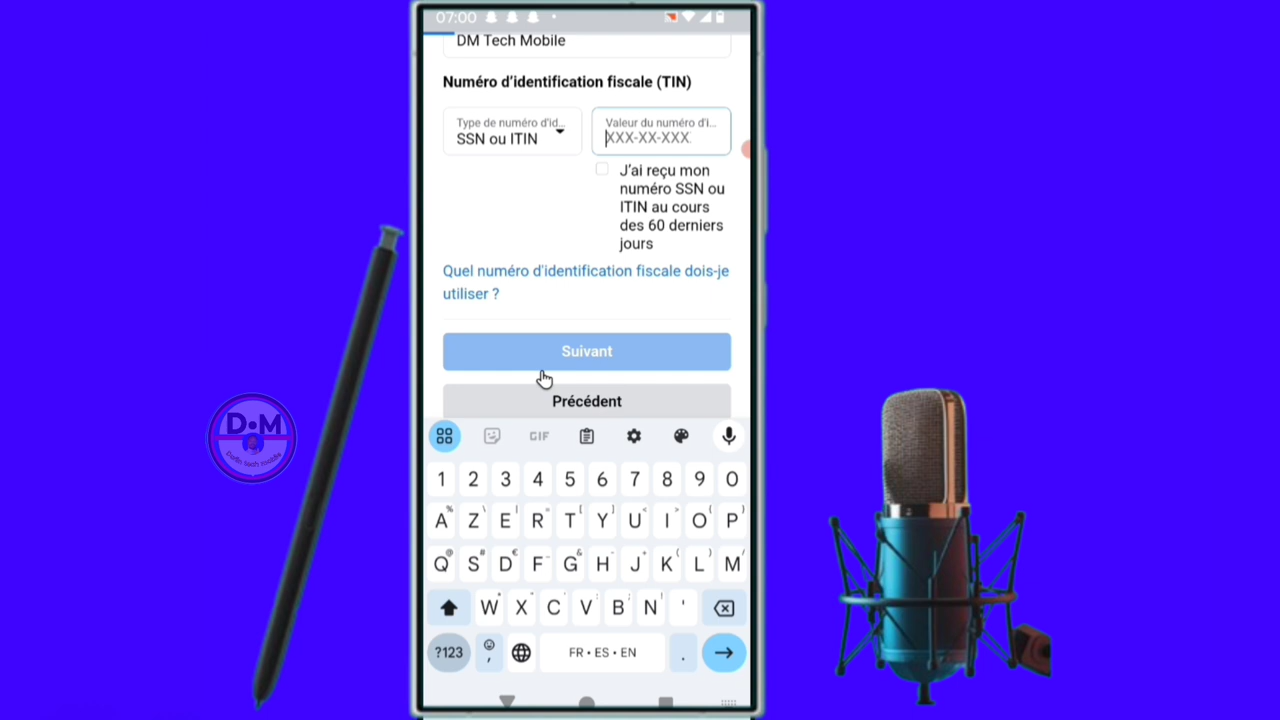 07:00
DM Tech Mobile
Numéro d'identification fiscale (TIN)
Type de numéro d'id...
SSN ou ITIN
Valeur du numéro d'i...
XXX-XX-XXX
J'ai reçu mon
numéro SSN ou
ITIN au cours
des 60 derniers
jours
Quel numéro d'identification fiscale dois-je
utiliser ?
Suivant
Précédent
GIF
1 2 3 4 5 6 7 8 9 0
A Z E R T Y U I O P
Q S D F G H J K L M
W X C V B N '
?123 , FR • ES • EN .
D•M
tech mobile